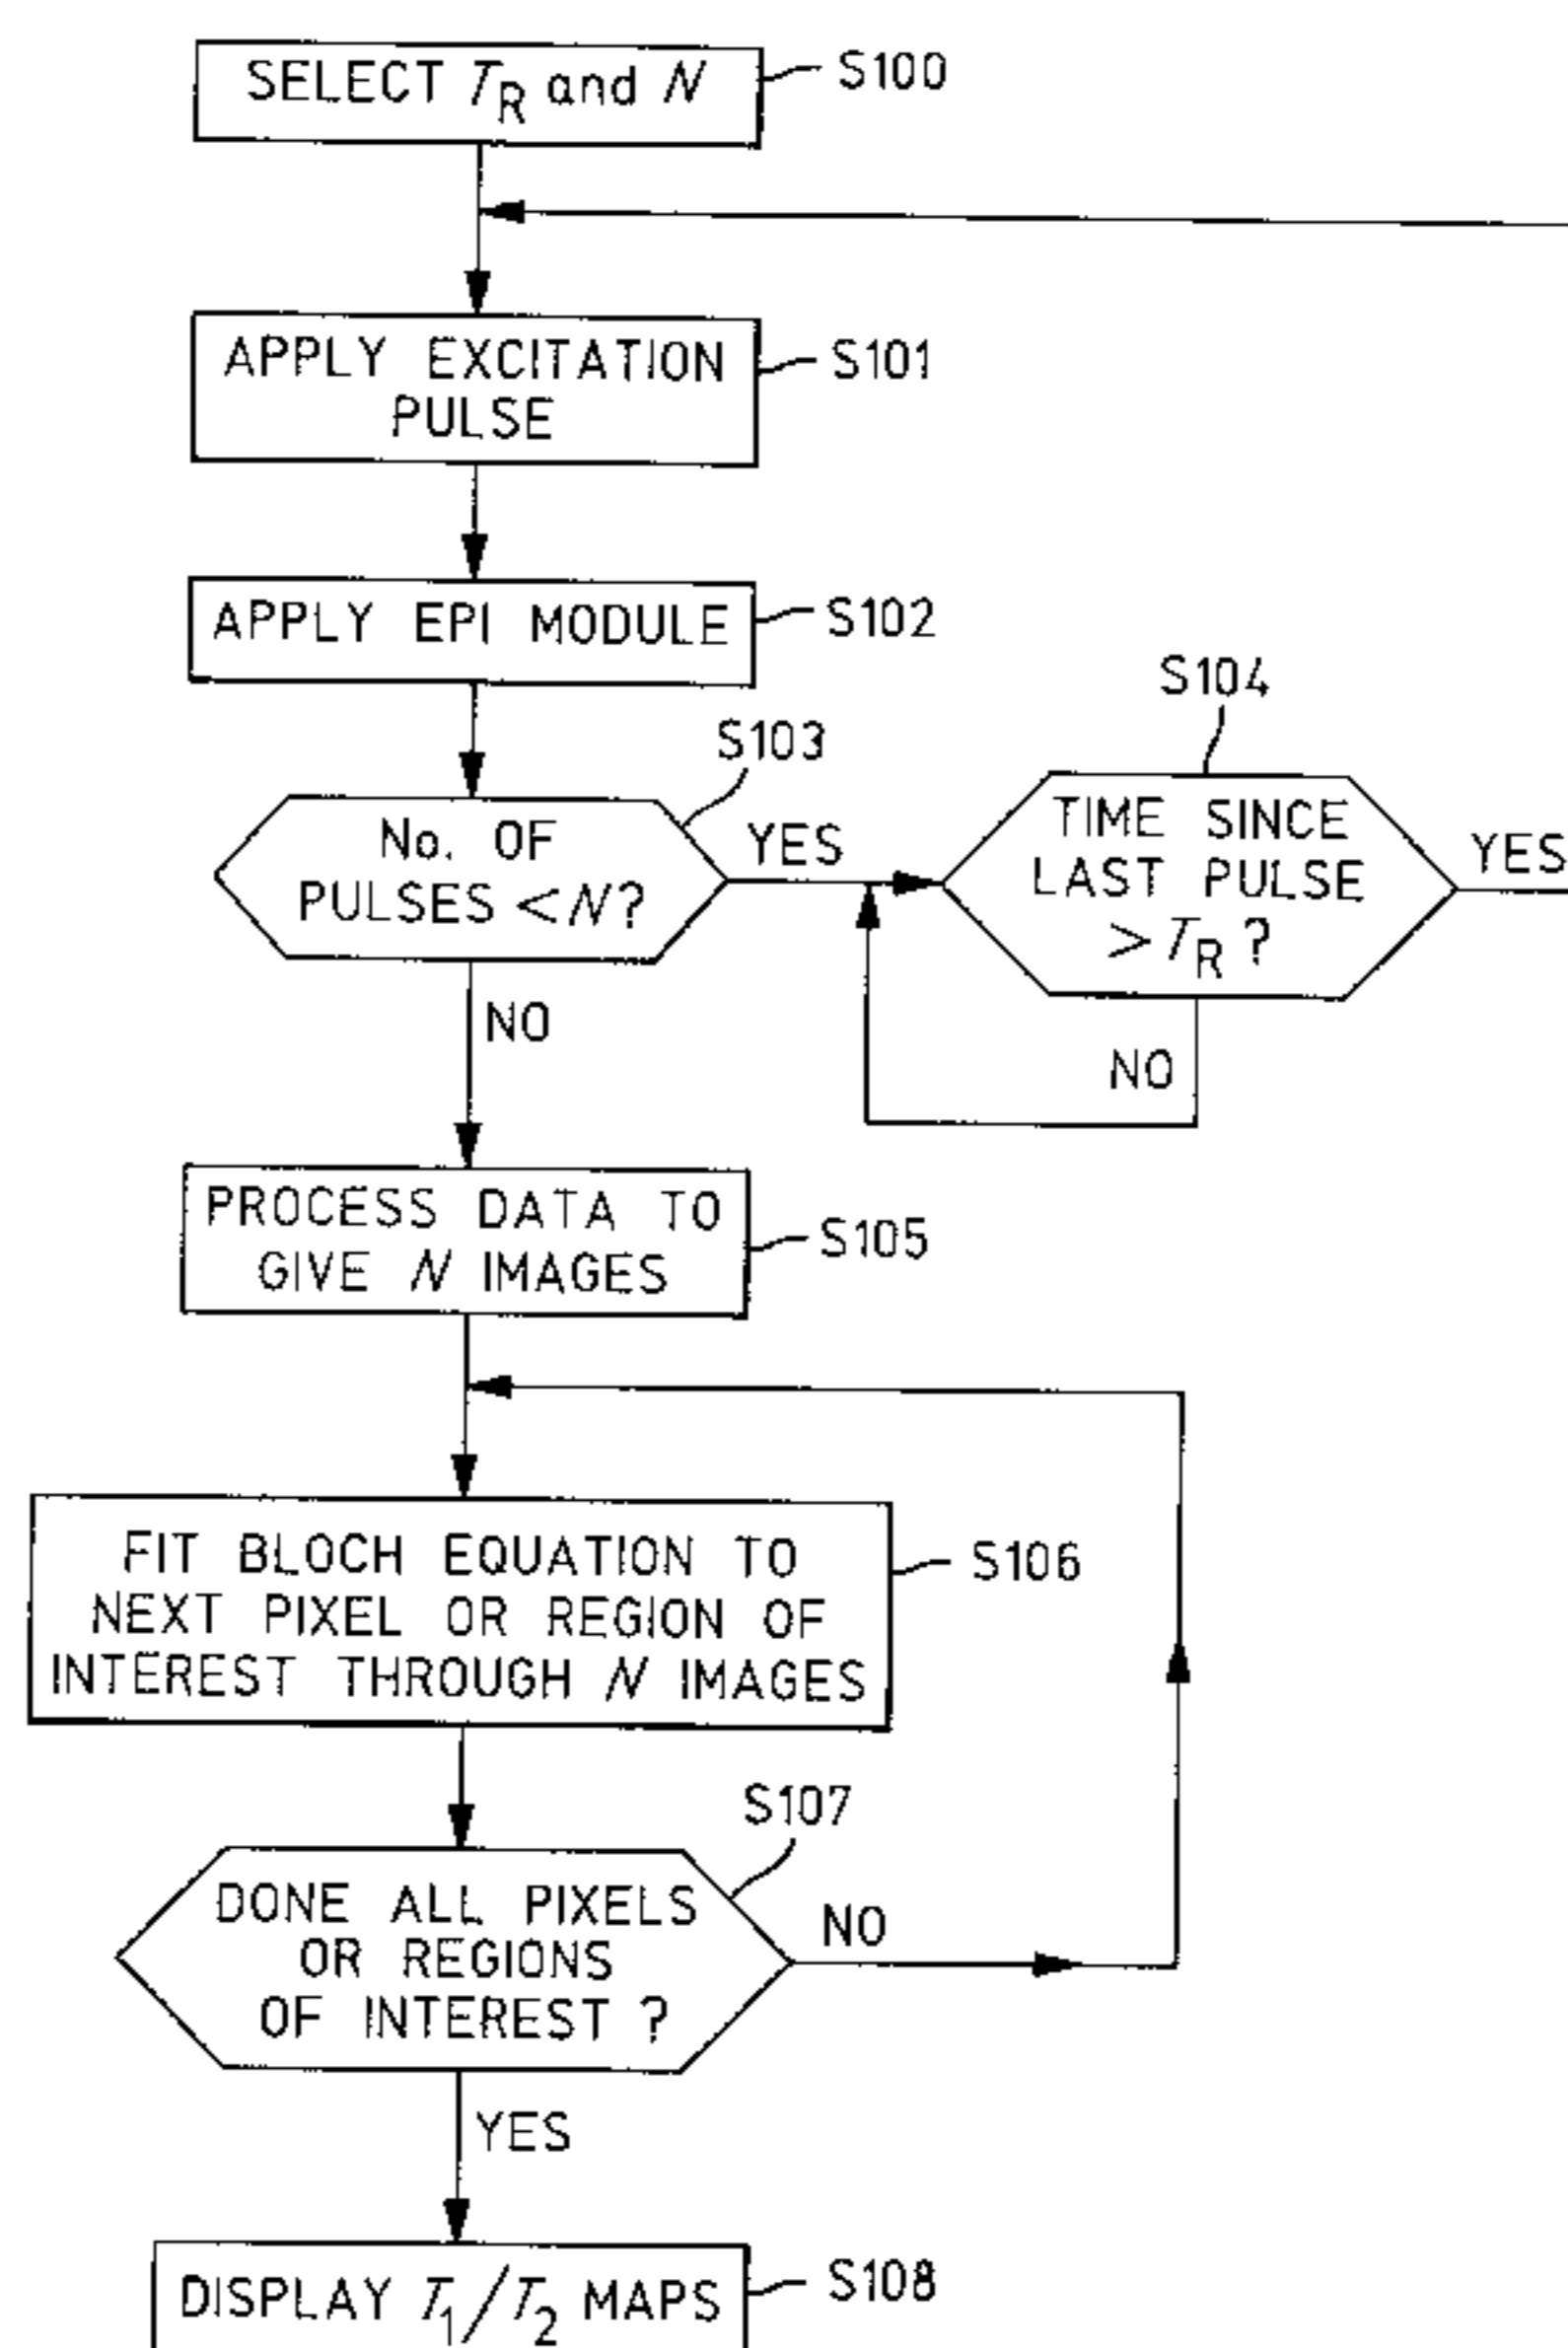 SELECT TR and N
S100
APPLY EXCITATION
PULSE
S101
APPLY EPI MODULE
S102
S103
S104
No. OF
PULSES < N?
YES
TIME SINCE
LAST PULSE
> TR ?
YES
NO
NO
PROCESS DATA TO
GIVE N IMAGES
S105
FIT BLOCH EQUATION TO
NEXT PIXEL OR REGION OF
INTEREST THROUGH N IMAGES
S106
S107
DONE ALL PIXELS
OR REGIONS
OF INTEREST ?
NO
YES
DISPLAY T1/T2 MAPS
S108